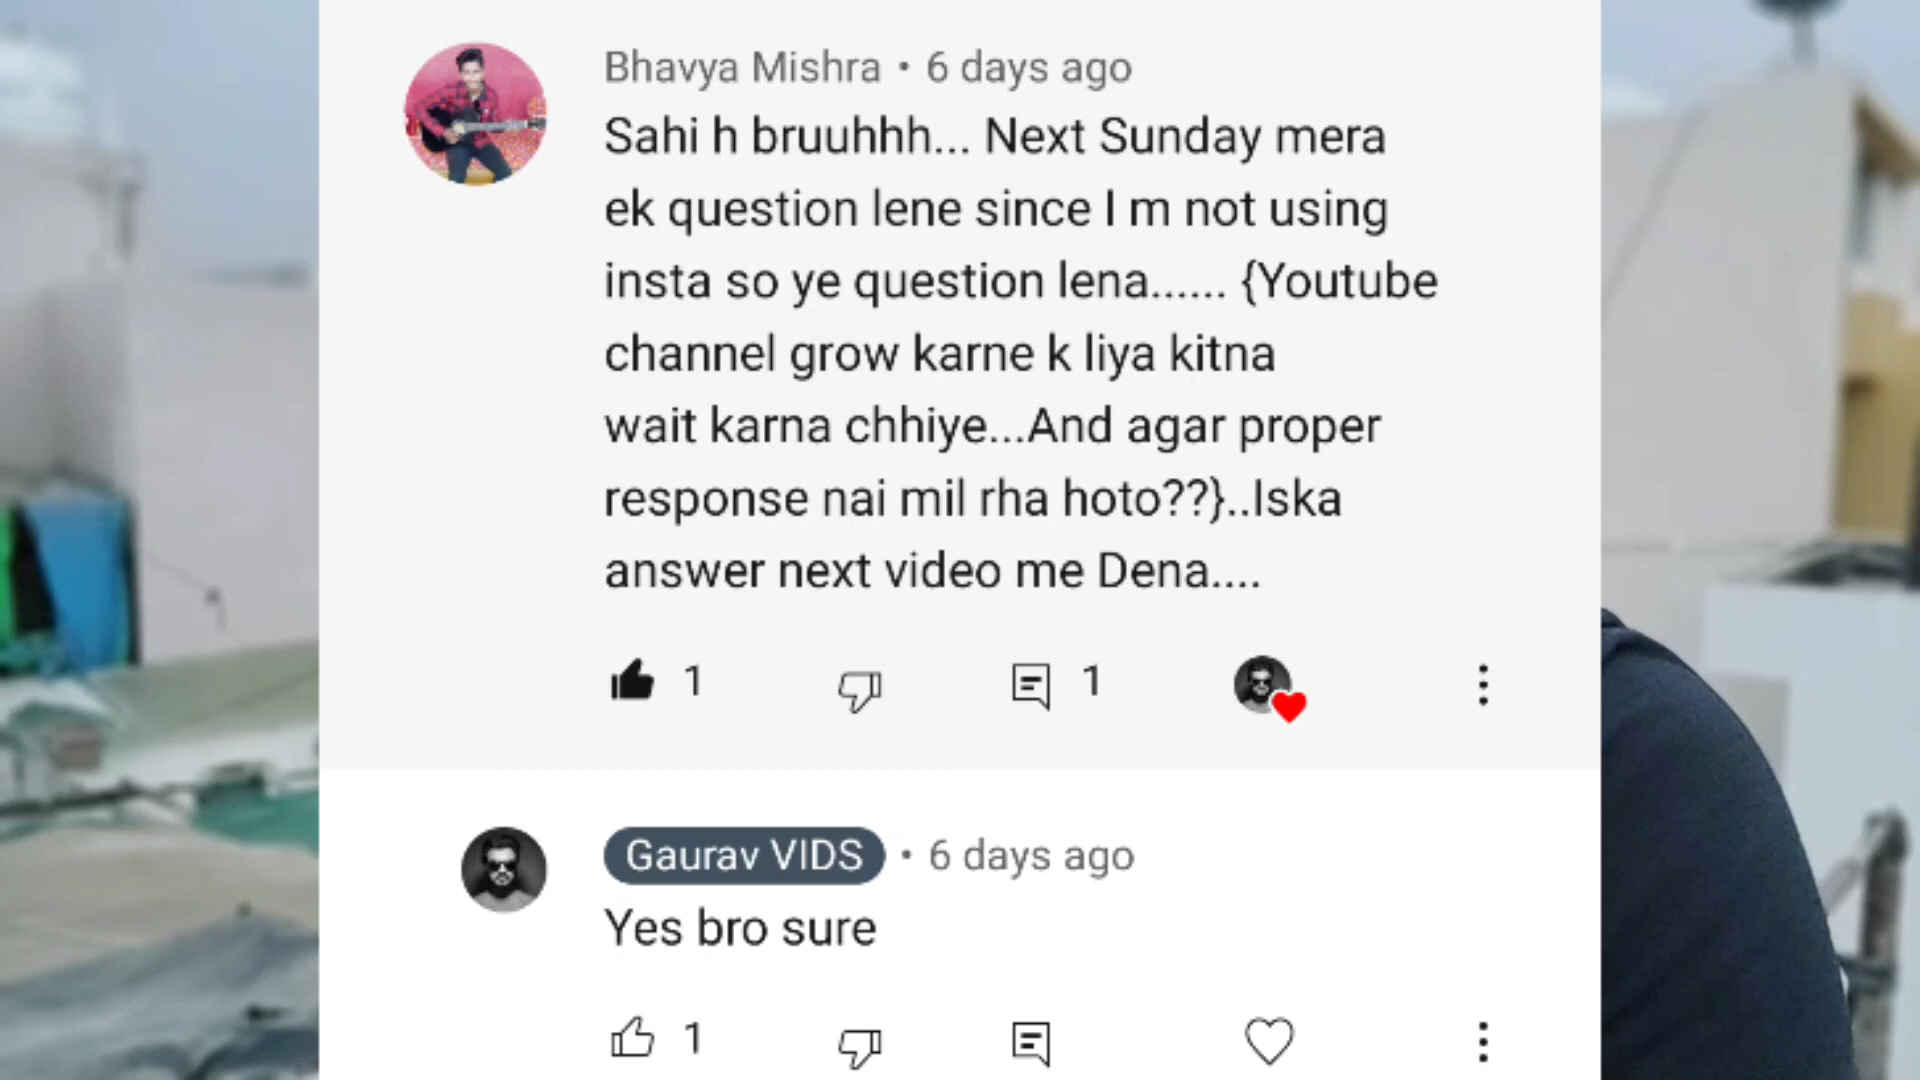 Bhavya Mishra • 6 days ago
Sahi h bruuhhh... Next Sunday mera
ek question lene since I m not using
insta so ye question lena...... {Youtube
channel grow karne k liya kitna
wait karna chhiye...And agar proper
response nai mil rha hoto??}..Iska
answer next video me Dena....
1 1
Gaurav VIDS • 6 days ago
Yes bro sure
1